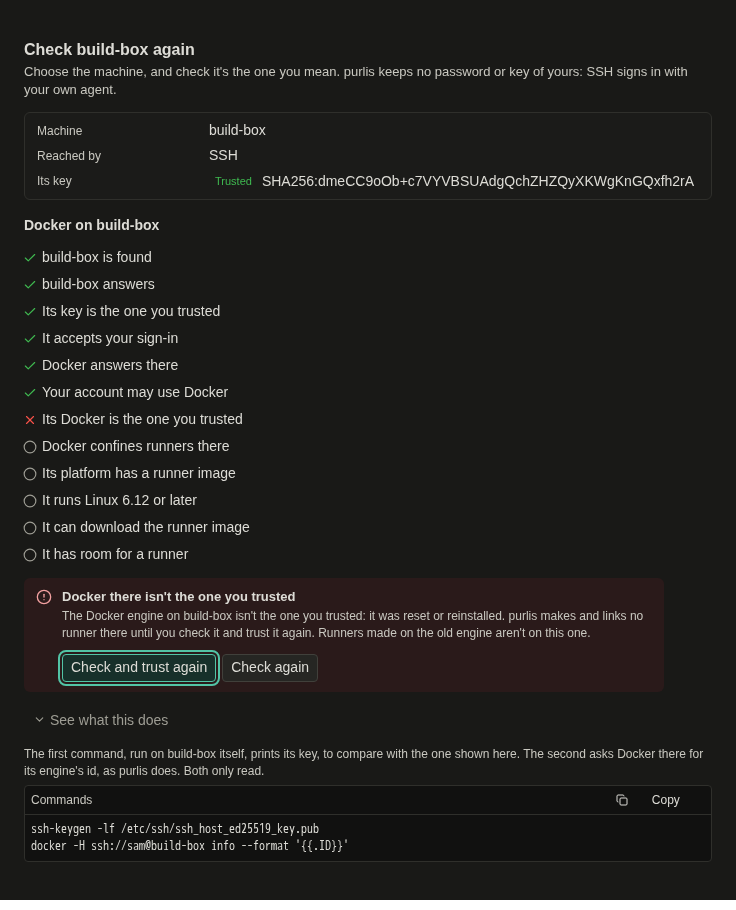 Check build-box again
Choose the machine, and check it's the one you mean. purlis keeps no password or key of yours: SSH signs in with
your own agent.
Machine build-box
Reached by SSH
Its key Trusted SHA256:dmeCC9oOb+c7VYVBSUAdgQchZHZQyXKWgKnGQxfh2rA
Docker on build-box
build-box is found
build-box answers
Its key is the one you trusted
It accepts your sign-in
Docker answers there
Your account may use Docker
Its Docker is the one you trusted
Docker confines runners there
Its platform has a runner image
It runs Linux 6.12 or later
It can download the runner image
It has room for a runner
Docker there isn't the one you trusted
The Docker engine on build-box isn't the one you trusted: it was reset or reinstalled. purlis makes and links no
runner there until you check it and trust it again. Runners made on the old engine aren't on this one.
Check and trust again Check again
See what this does
The first command, run on build-box itself, prints its key, to compare with the one shown here. The second asks Docker there for
its engine's id, as purlis does. Both only read.
Commands Copy
ssh-keygen -lf /etc/ssh/ssh_host_ed25519_key.pub
docker -H ssh://sam@build-box info --format '{{.ID}}'